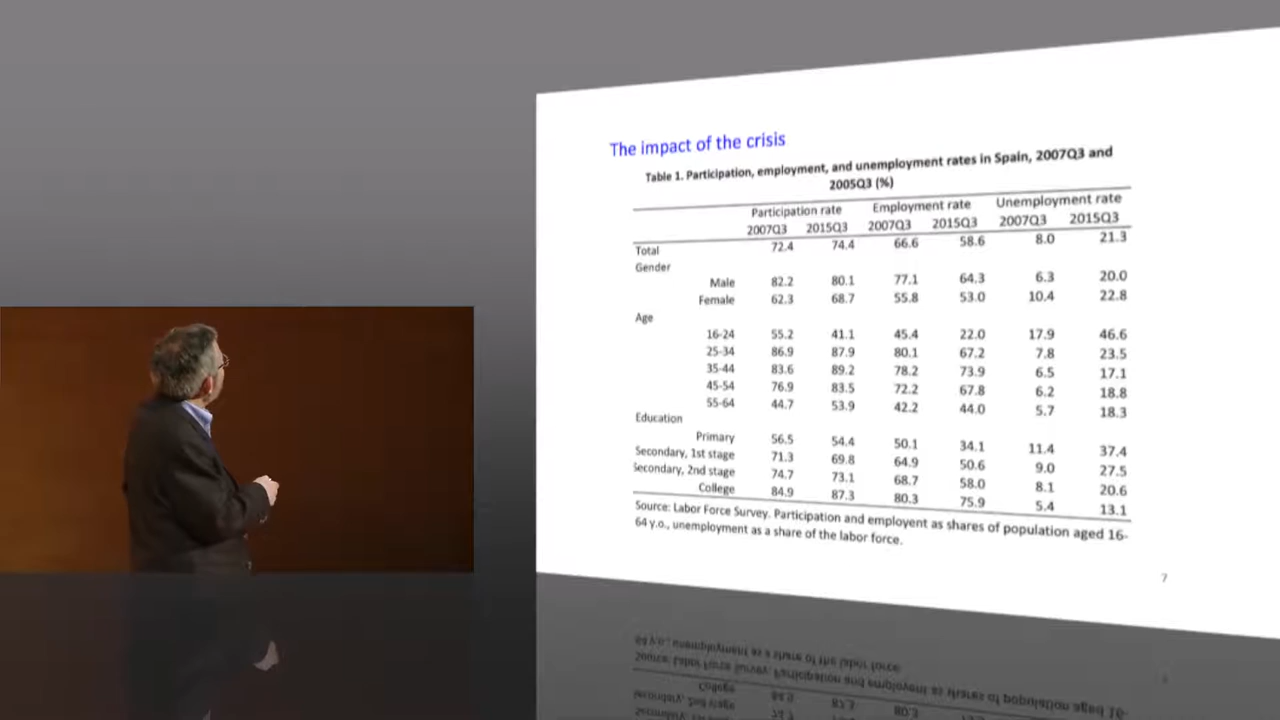 The impact of the crisis
Table 1. Participation, employment, and unemployment rates in Spain, 2007Q3 and
2005Q3 (%)
Participation rate Employment rate Unemployment rate
2007Q3 2015Q3 2007Q3 2015Q3 2007Q3 2015Q3
Total 72.4 74.4 66.6 58.6 8.0 21.3
Gender
Male 82.2 80.1 77.1 64.3 6.3 20.0
Female 62.3 68.7 55.8 53.0 10.4 22.8
Age
16-24 55.2 41.1 45.4 22.0 17.9 46.6
25-34 86.9 87.9 80.1 67.2 7.8 23.5
35-44 83.6 89.2 78.2 73.9 6.5 17.1
45-54 76.9 83.5 72.2 67.8 6.2 18.8
55-64 44.7 53.9 42.2 44.0 5.7 18.3
Education
Primary 56.5 54.4 50.1 34.1 11.4 37.4
Secondary, 1st stage 71.3 69.8 64.9 50.6 9.0 27.5
Secondary, 2nd stage 74.7 73.1 68.7 58.0 8.1 20.6
College 84.9 87.3 80.3 75.9 5.4 13.1
Source: Labor Force Survey. Participation and employent as shares of population aged 16-
64 y.o., unemployment as a share of the labor force.
7